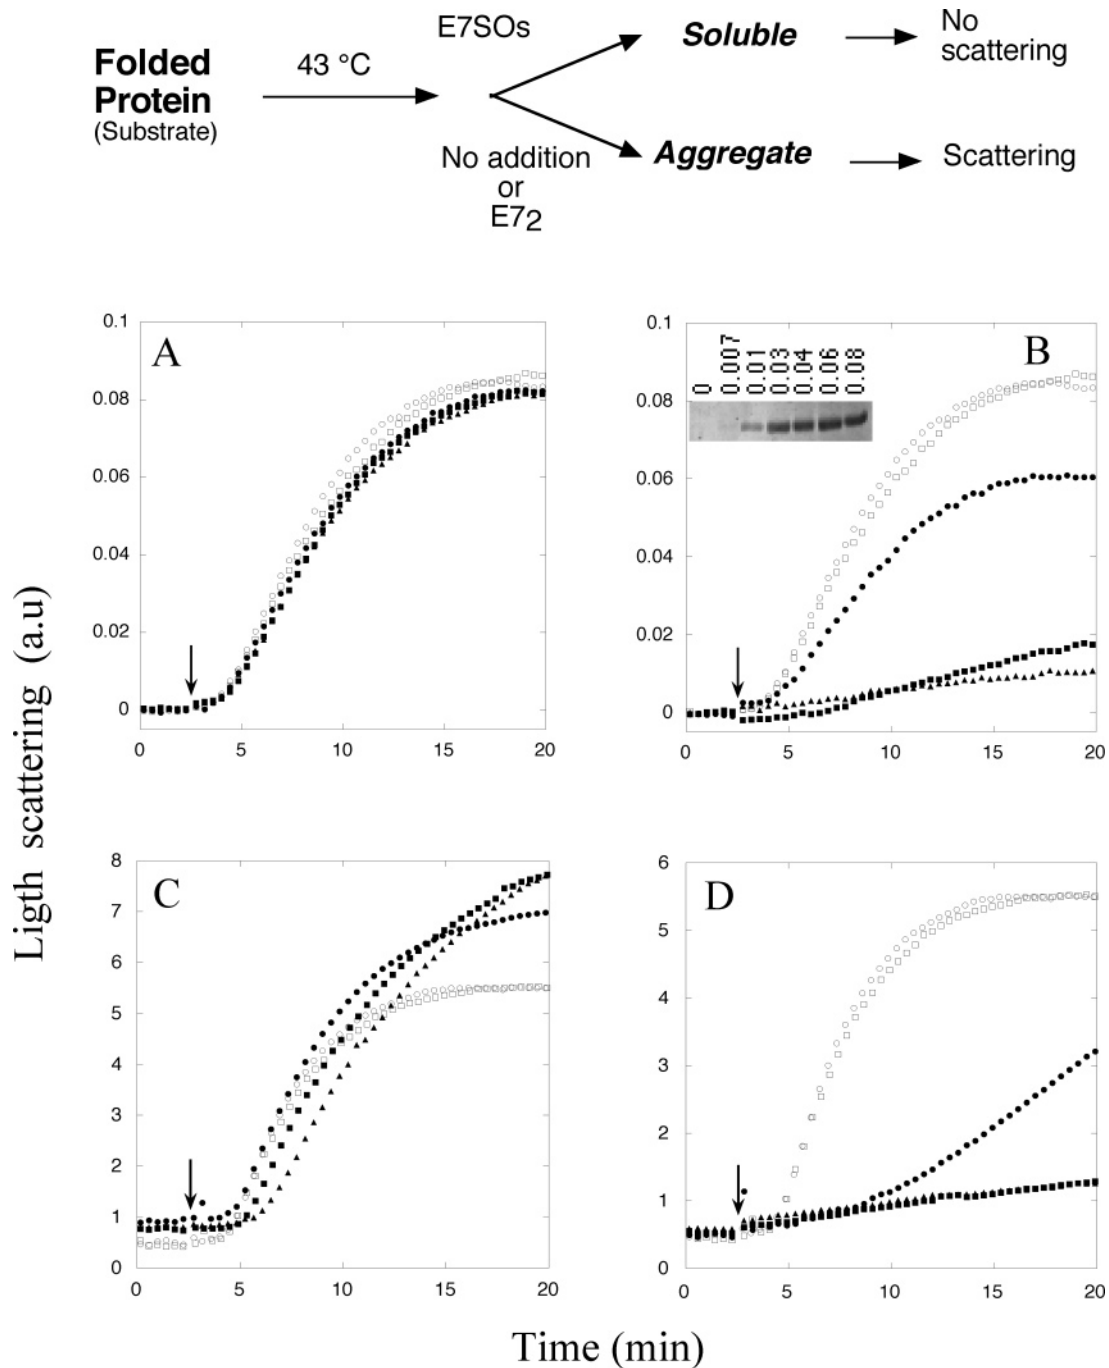 Folded
Protein
(Substrate)
43 °C
E7SOs
No addition
or
E72
Soluble
Aggregate
No
scattering
Scattering
Ligth scattering (a.u)
A
0.1
0.08
0.06
0.04
0.02
0
0 5 10 15 20
B
0 0.007 0.01 0.03 0.04 0.06 0.08
0.1
0.08
0.06
0.04
0.02
0
0 5 10 15 20
C
8
7
6
5
4
3
2
1
0
0 5 10 15 20
D
6
5
4
3
2
1
0
0 5 10 15 20
Time (min)